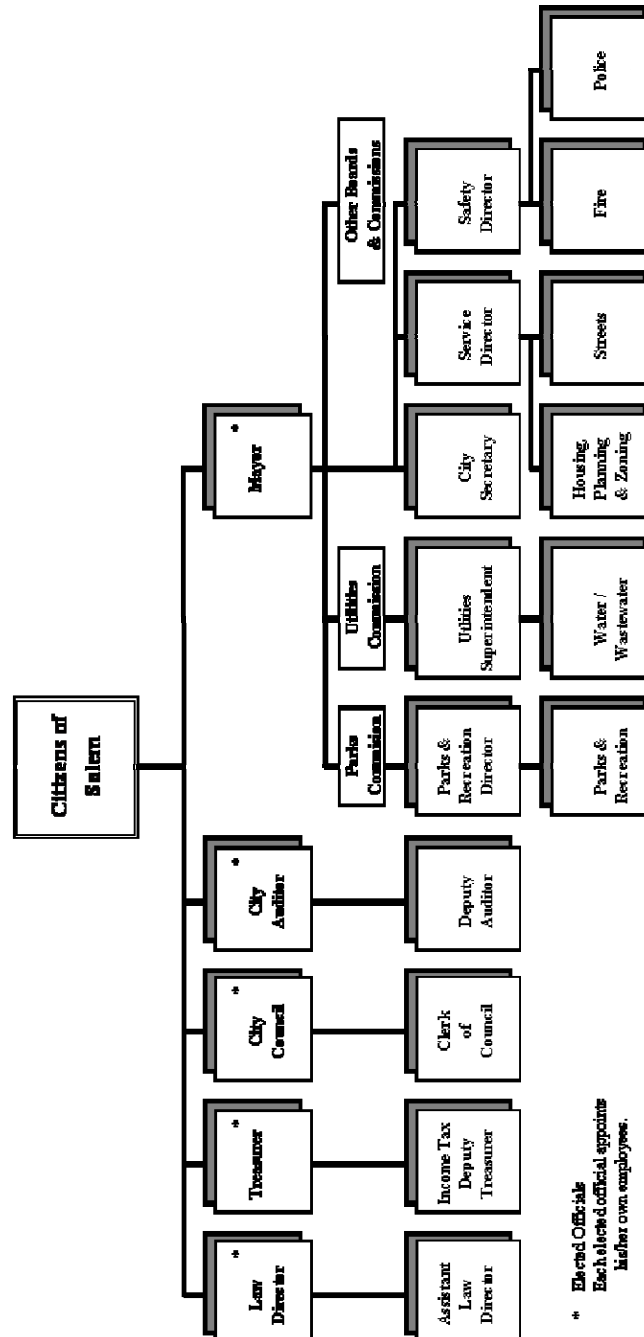 Citizens of
Salem
Law
Director
*
Treasurer
*
City
Council
*
City
Auditor
*
Mayor
*
Parks
Commission
Utilities
Commission
Other Boards
& Commissions
Assistant
Law
Director
Income Tax
Deputy
Treasurer
Clerk
of
Council
Deputy
Auditor
Parks &
Recreation
Director
Utilities
Superintendent
City
Secretary
Service
Director
Safety
Director
Parks &
Recreation
Water /
Wastewater
Housing,
Planning
& Zoning
Streets
Fire
Police
* Elected Officials
Each elected official appoints
his/her own employees.